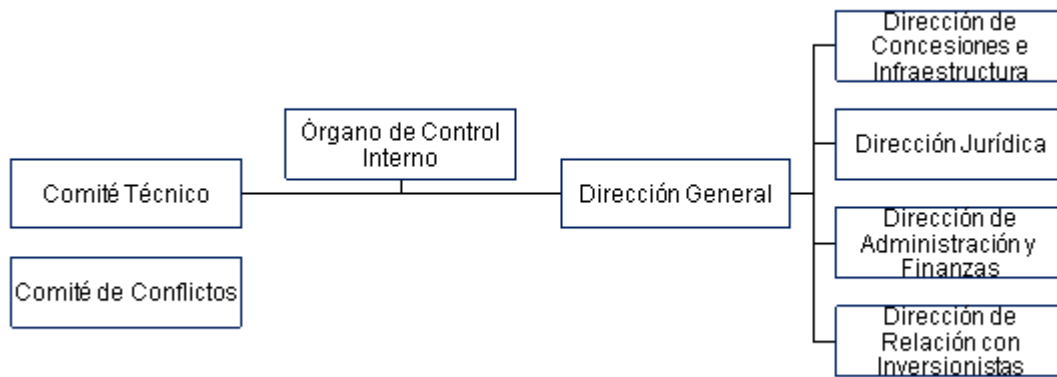 Comité Técnico
Comité de Conflictos
Órgano de Control
Interno
Dirección General
Dirección de
Concesiones e
Infraestructura
Dirección Jurídica
Dirección de
Administración y
Finanzas
Dirección de
Relación con
Inversionistas